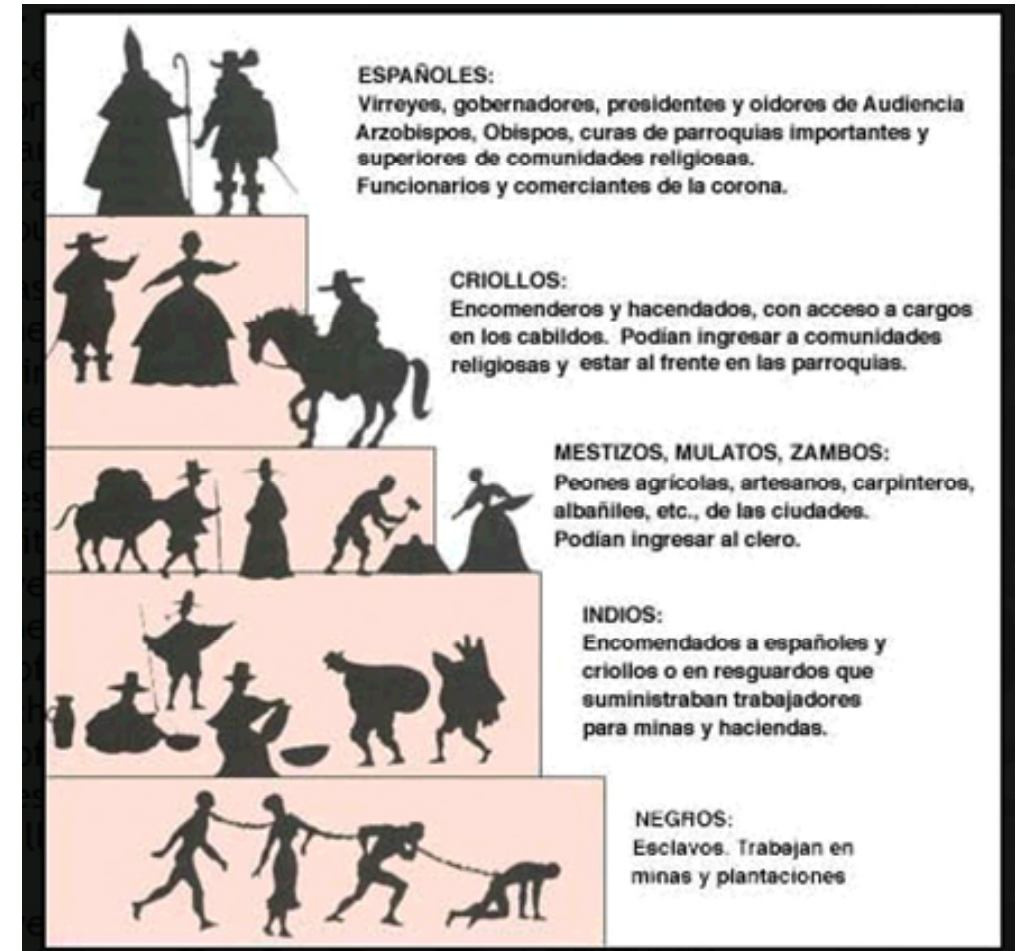 ESPAÑOLES:
Virreyes, gobernadores, presidentes y oidores de Audiencia
Arzobispos, Obispos, curas de parroquias importantes y
superiores de comunidades religiosas.
Funcionarios y comerciantes de la corona.
CRIOLLOS:
Encomenderos y hacendados, con acceso a cargos
en los cabildos. Podían ingresar a comunidades
religiosas y estar al frente en las parroquias.
MESTIZOS, MULATOS, ZAMBOS:
Peones agrícolas, artesanos, carpinteros,
albañiles, etc., de las ciudades.
Podían ingresar al clero.
INDIOS:
Encomendados a españoles y
criollos o en resguardos que
suministraban trabajadores
para minas y haciendas.
NEGROS:
Esclavos. Trabajan en
minas y plantaciones